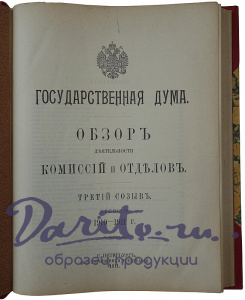 ГОСУДАРСТВЕННАЯ ДУМА.
ОБЗОРЪ
ДѢЯТЕЛЬНОСТИ
КОМИССІЙ И ОТДѢЛОВЪ.
ТРЕТІЙ СОЗЫВЪ.
Darito.ru
образец продукции